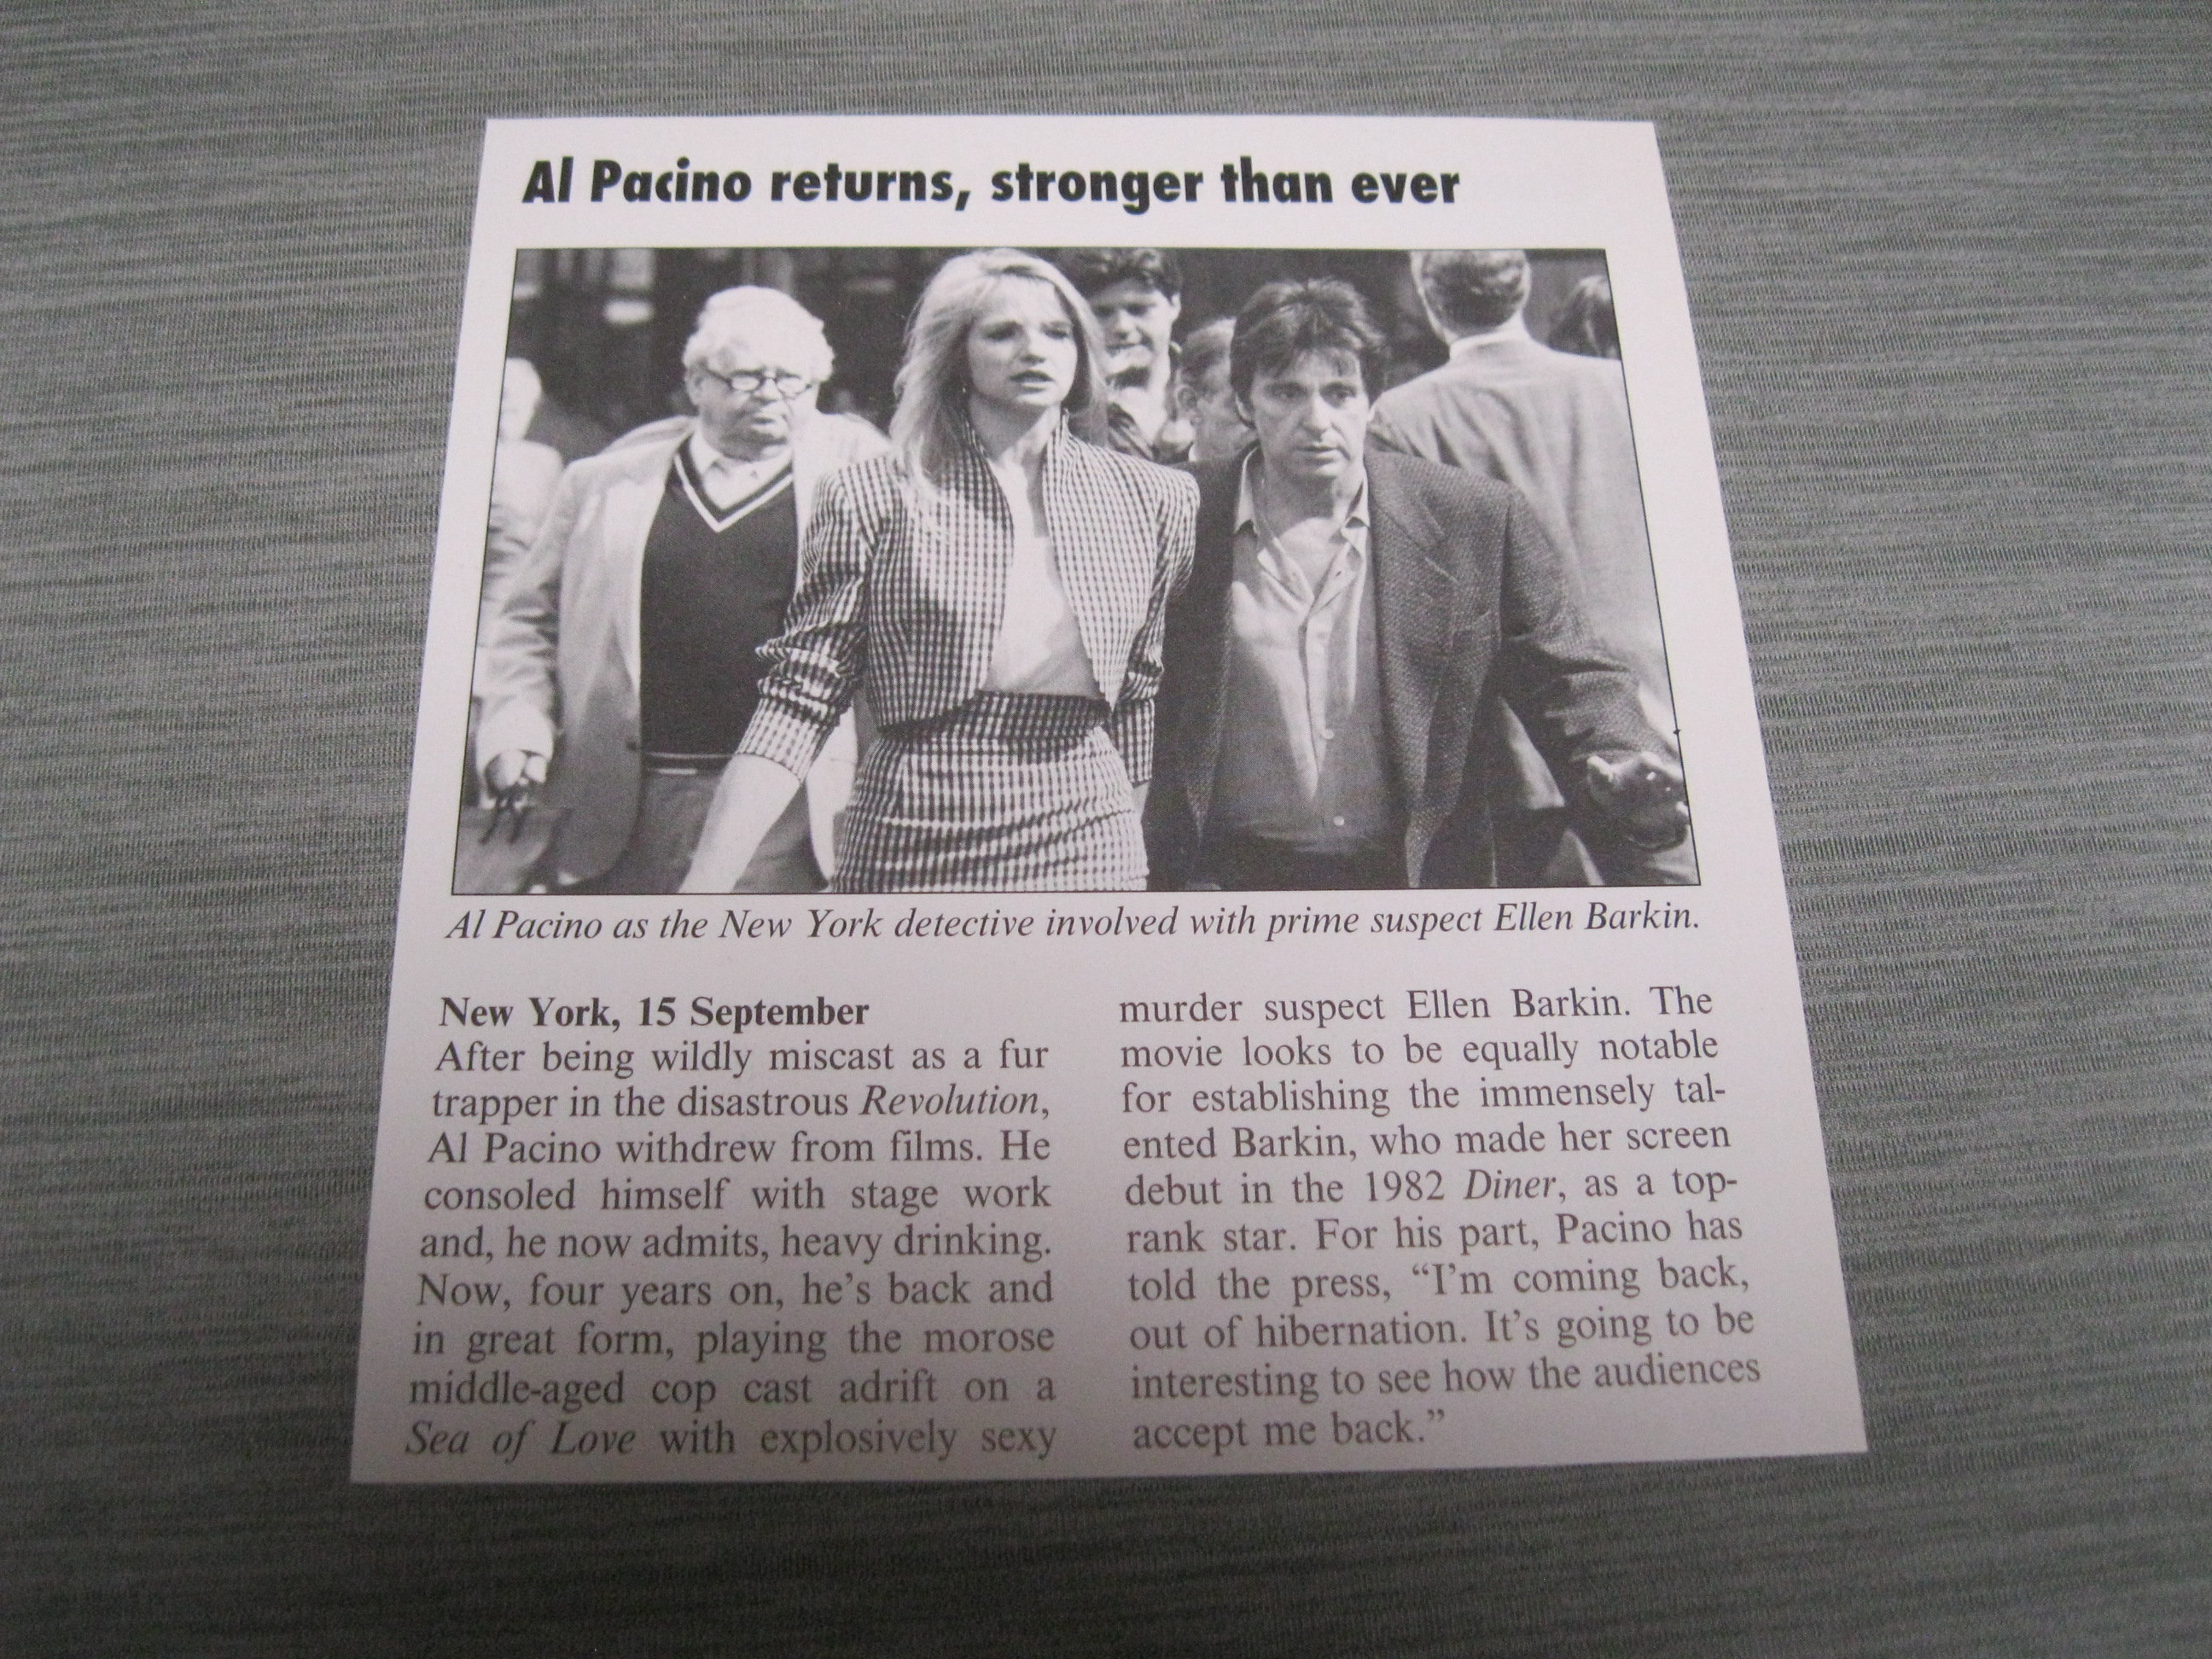 Al Pacino returns, stronger than ever
Al Pacino as the New York detective involved with prime suspect Ellen Barkin.
New York, 15 September
After being wildly miscast as a fur
trapper in the disastrous Revolution,
Al Pacino withdrew from films. He
consoled himself with stage work
and, he now admits, heavy drinking.
Now, four years on, he's back and
in great form, playing the morose
middle-aged cop cast adrift on a
Sea of Love with explosively sexy
murder suspect Ellen Barkin. The
movie looks to be equally notable
for establishing the immensely tal-
ented Barkin, who made her screen
debut in the 1982 Diner, as a top-
rank star. For his part, Pacino has
told the press, “I'm coming back,
out of hibernation. It's going to be
interesting to see how the audiences
accept me back.”